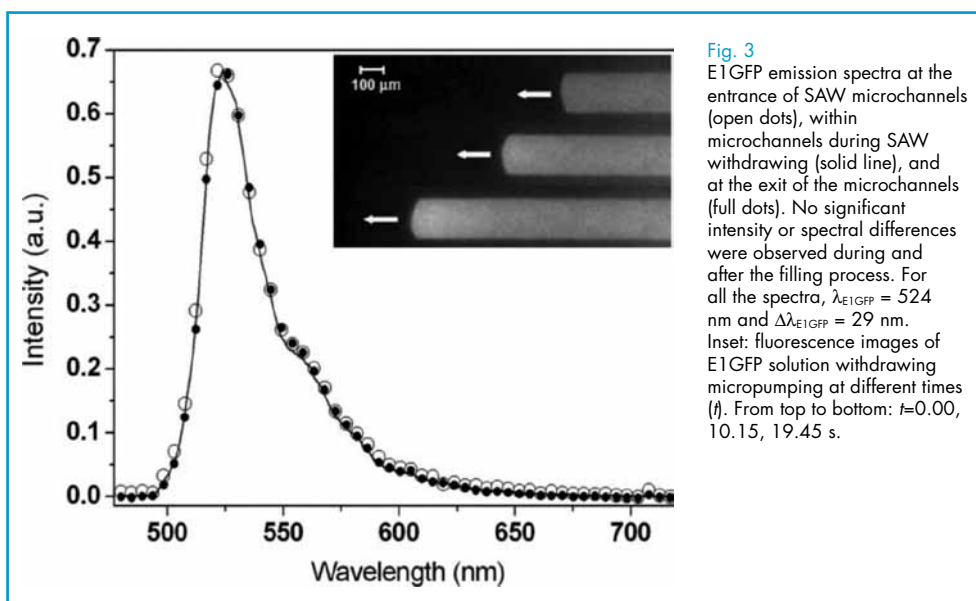 0.7
0.6
0.5
0.4
0.3
0.2
0.1
0.0
Intensity (a.u.)
500
550
600
650
700
Wavelength (nm)
100 µm
Fig. 3
E1GFP emission spectra at the
entrance of SAW microchannels
(open dots), within
microchannels during SAW
withdrawing (solid line), and
at the exit of the microchannels
(full dots). No significant
intensity or spectral differences
were observed during and
after the filling process. For
all the spectra, λE1GFP = 524
nm and ΔλE1GFP = 29 nm.
Inset: fluorescence images of
E1GFP solution withdrawing
micropumping at different times
(t). From top to bottom: t=0.00,
10.15, 19.45 s.